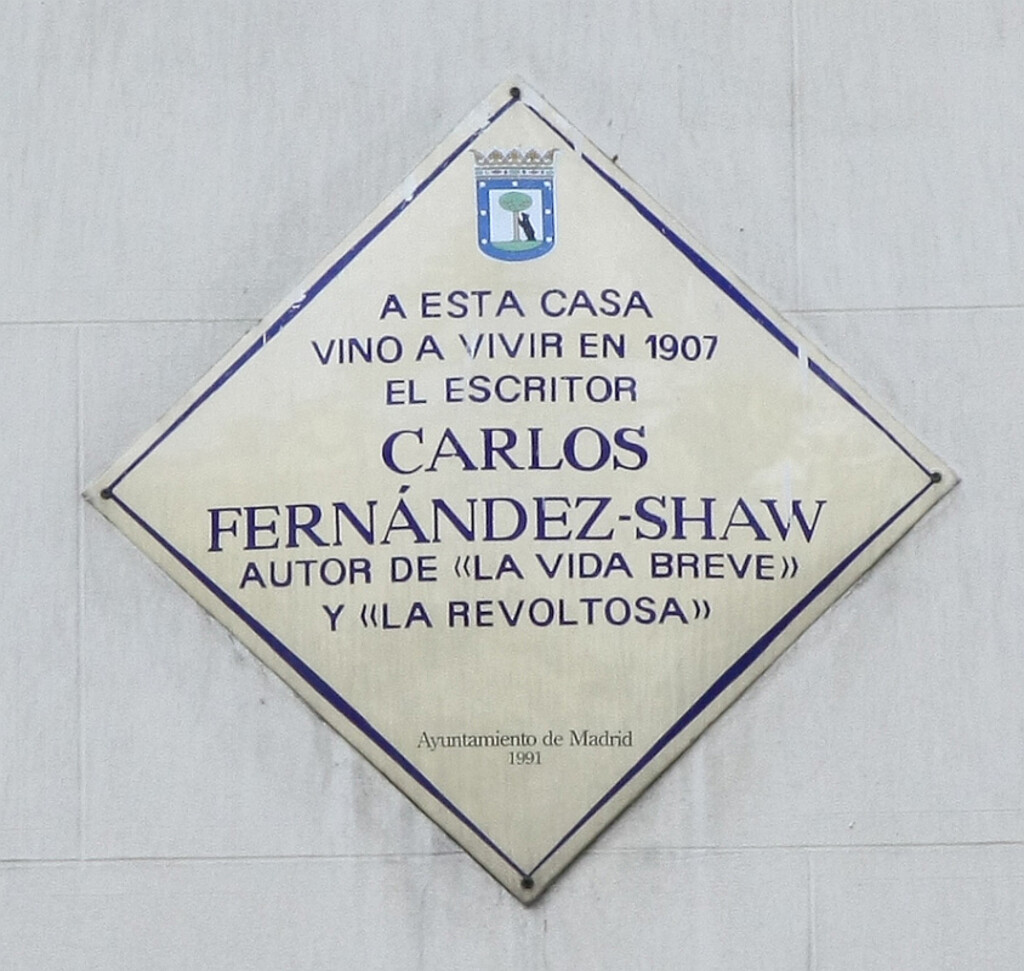 A ESTA CASA
VINO A VIVIR EN 1907
EL ESCRITOR
CARLOS
FERNÁNDEZ-SHAW
AUTOR DE «LA VIDA BREVE»
Y «LA REVOLTOSA»
Ayuntamiento de Madrid
1991